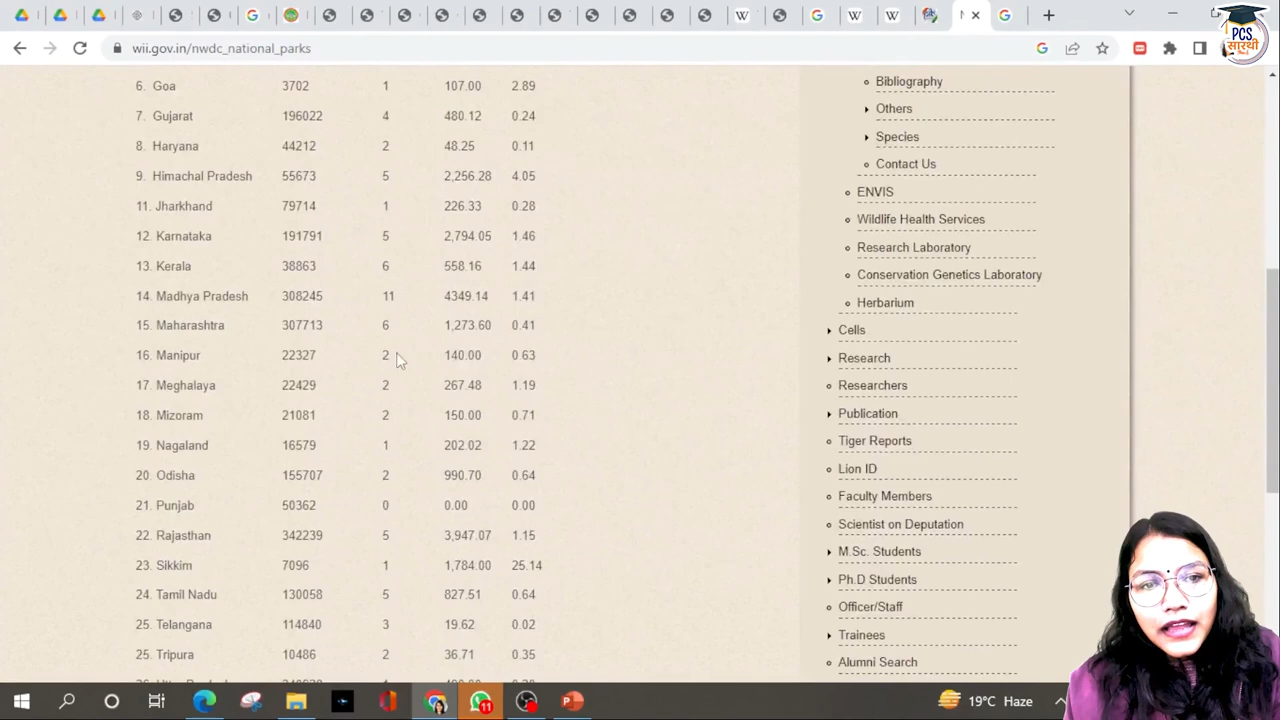 wii.gov.in/nwdc_national_parks
PCS
सारथी
6. Goa 3702 1 107.00 2.89
7. Gujarat 196022 4 480.12 0.24
8. Haryana 44212 2 48.25 0.11
9. Himachal Pradesh 55673 5 2,256.28 4.05
11. Jharkhand 79714 1 226.33 0.28
12. Karnataka 191791 5 2,794.05 1.46
13. Kerala 38863 6 558.16 1.44
14. Madhya Pradesh 308245 11 4349.14 1.41
15. Maharashtra 307713 6 1,273.60 0.41
16. Manipur 22327 2 140.00 0.63
17. Meghalaya 22429 2 267.48 1.19
18. Mizoram 21081 2 150.00 0.71
19. Nagaland 16579 1 202.02 1.22
20. Odisha 155707 2 990.70 0.64
21. Punjab 50362 0 0.00 0.00
22. Rajasthan 342239 5 3,947.07 1.15
23. Sikkim 7096 1 1,784.00 25.14
24. Tamil Nadu 130058 5 827.51 0.64
25. Telangana 114840 3 19.62 0.02
25. Tripura 10486 2 36.71 0.35
Bibliography
Others
Species
Contact Us
ENVIS
Wildlife Health Services
Research Laboratory
Conservation Genetics Laboratory
Herbarium
Cells
Research
Researchers
Publication
Tiger Reports
Lion ID
Faculty Members
Scientist on Deputation
M.Sc. Students
Ph.D Students
Officer/Staff
Trainees
Alumni Search
11
19°C Haze